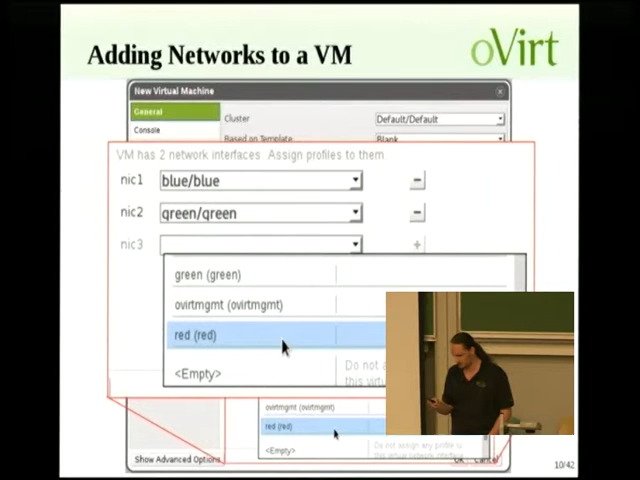 Adding Networks to a VM
oVirt
New Virtual Machine
General
Console
Cluster
Default/Default
Based on Template
Blank
VM has 2 network interfaces. Assign profiles to them
nic1
blue/blue
nic2
green/green
nic3
green (green)
ovirtmgmt (ovirtmgmt)
red (red)
<Empty>
Do not a
this virtu
ovirtmgmt (ovirtmgmt)
red (red)
<Empty>
Do not assign any profile to
this virtual network interface
Show Advanced Options
OK
Cancel
10/42